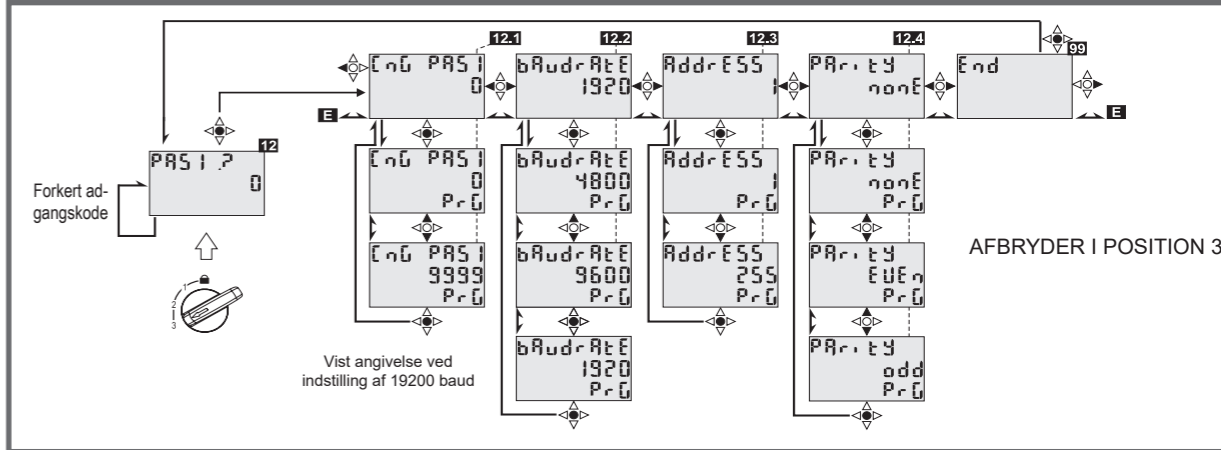 12.1
12.2
12.3
12.4
99
CnG PAS1
0
bAudrAtE
1920
AddrESS
1
PAritY
nonE
End
E
E
12
PAS1 .?
0
Forkert ad-
gangskode
CnG PAS1
0
PrG
bAudrAtE
4800
PrG
AddrESS
1
PrG
PAritY
nonE
PrG
CnG PAS1
9999
PrG
bAudrAtE
9600
PrG
AddrESS
255
PrG
PAritY
EVEn
PrG
AFBRYDER I POSITION 3
1
2
3
bAudrAtE
1920
PrG
PAritY
odd
PrG
Vist angivelse ved
indstilling af 19200 baud